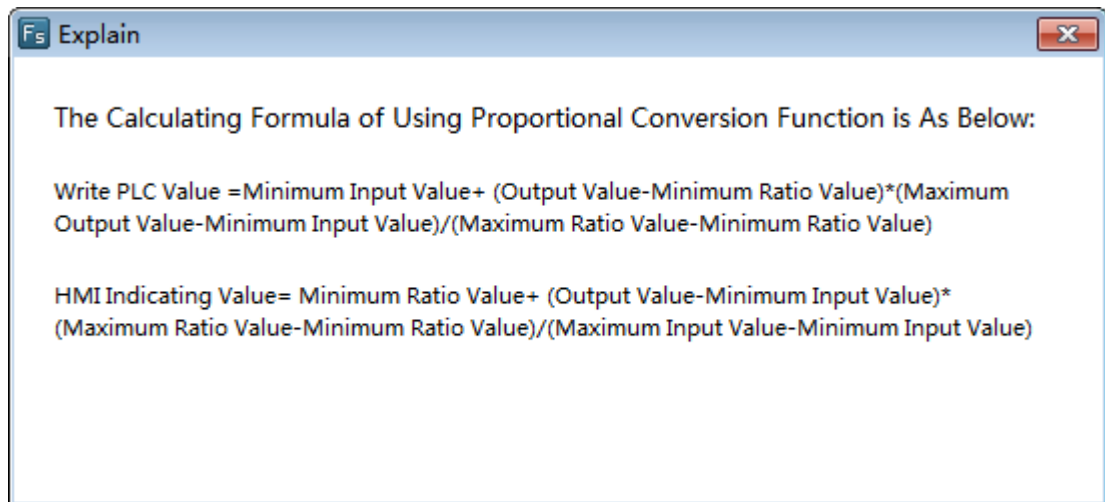 Fs Explain
The Calculating Formula of Using Proportional Conversion Function is As Below:
Write PLC Value =Minimum Input Value+ (Output Value-Minimum Ratio Value)*(Maximum
Output Value-Minimum Input Value)/(Maximum Ratio Value-Minimum Ratio Value)
HMI Indicating Value= Minimum Ratio Value+ (Output Value-Minimum Input Value)*
(Maximum Ratio Value-Minimum Ratio Value)/(Maximum Input Value-Minimum Input Value)